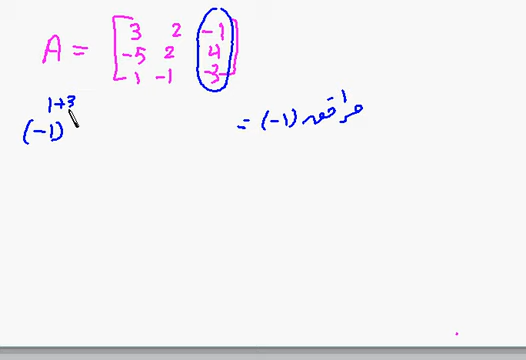 A = [ 3 2 -1
-5 2 4
1 -1 3 ]
(-1)^{1+3} = (-1) مرافق